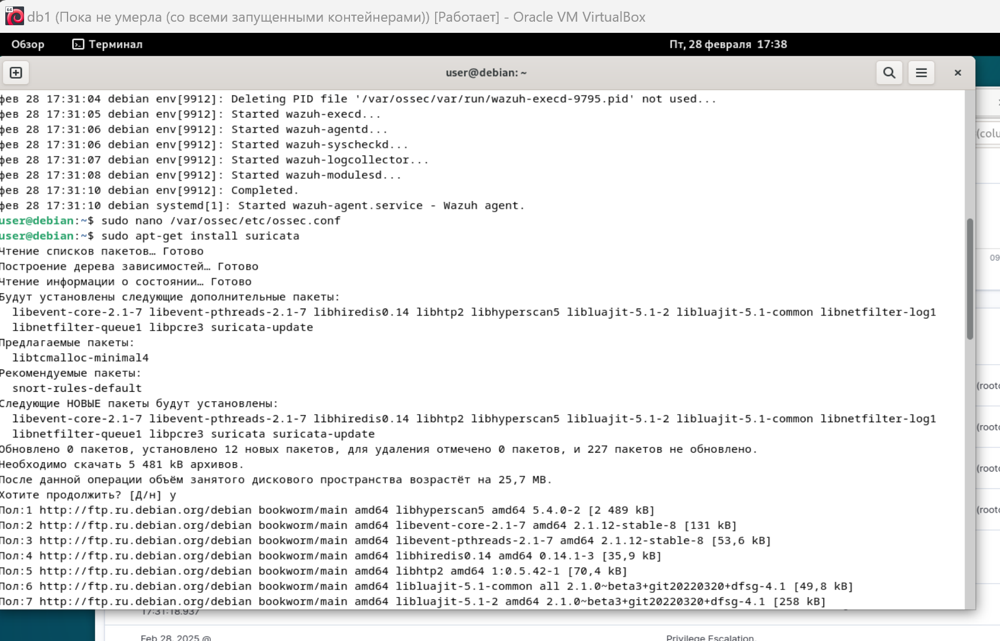 db1 (Пока не умерла (со всеми запущенными контейнерами)) [Работает] - Oracle VM VirtualBox
Обзор Терминал Пт, 28 февраля 17:38
user@debian: ~
фев 28 17:31:04 debian env[9912]: Deleting PID file '/var/ossec/var/run/wazuh-execd-9795.pid' not used...
фев 28 17:31:05 debian env[9912]: Started wazuh-execd...
фев 28 17:31:06 debian env[9912]: Started wazuh-agentd...
фев 28 17:31:06 debian env[9912]: Started wazuh-syscheckd...
фев 28 17:31:07 debian env[9912]: Started wazuh-logcollector...
фев 28 17:31:08 debian env[9912]: Started wazuh-modulesd...
фев 28 17:31:10 debian env[9912]: Completed.
фев 28 17:31:10 debian systemd[1]: Started wazuh-agent.service - Wazuh agent.
user@debian:~$ sudo nano /var/ossec/etc/ossec.conf
user@debian:~$ sudo apt-get install suricata
Чтение списков пакетов… Готово
Построение дерева зависимостей… Готово
Чтение информации о состоянии… Готово
Будут установлены следующие дополнительные пакеты:
libevent-core-2.1-7 libevent-pthreads-2.1-7 libhiredis0.14 libhtp2 libhyperscan5 libluajit-5.1-2 libluajit-5.1-common libnetfilter-log1
libnetfilter-queue1 libpcre3 suricata-update
Предлагаемые пакеты:
libtcmalloc-minimal4
Рекомендуемые пакеты:
snort-rules-default
Следующие НОВЫЕ пакеты будут установлены:
libevent-core-2.1-7 libevent-pthreads-2.1-7 libhiredis0.14 libhtp2 libhyperscan5 libluajit-5.1-2 libluajit-5.1-common libnetfilter-log1
libnetfilter-queue1 libpcre3 suricata suricata-update
Обновлено 0 пакетов, установлено 12 новых пакетов, для удаления отмечено 0 пакетов, и 227 пакетов не обновлено.
Необходимо скачать 5 481 kB архивов.
После данной операции объём занятого дискового пространства возрастёт на 25,7 MB.
Хотите продолжить? [Д/н] y
Пол:1 http://ftp.ru.debian.org/debian bookworm/main amd64 libhyperscan5 amd64 5.4.0-2 [2 489 kB]
Пол:2 http://ftp.ru.debian.org/debian bookworm/main amd64 libevent-core-2.1-7 amd64 2.1.12-stable-8 [131 kB]
Пол:3 http://ftp.ru.debian.org/debian bookworm/main amd64 libevent-pthreads-2.1-7 amd64 2.1.12-stable-8 [53,6 kB]
Пол:4 http://ftp.ru.debian.org/debian bookworm/main amd64 libhiredis0.14 amd64 0.14.1-3 [35,9 kB]
Пол:5 http://ftp.ru.debian.org/debian bookworm/main amd64 libhtp2 amd64 1:0.5.42-1 [70,4 kB]
Пол:6 http://ftp.ru.debian.org/debian bookworm/main amd64 libluajit-5.1-common all 2.1.0~beta3+git20220320+dfsg-4.1 [49,8 kB]
Пол:7 http://ftp.ru.debian.org/debian bookworm/main amd64 libluajit-5.1-2 amd64 2.1.0~beta3+git20220320+dfsg-4.1 [258 kB]
17:31:18.937
Feb 28, 2025 @ Privilege Escalation,